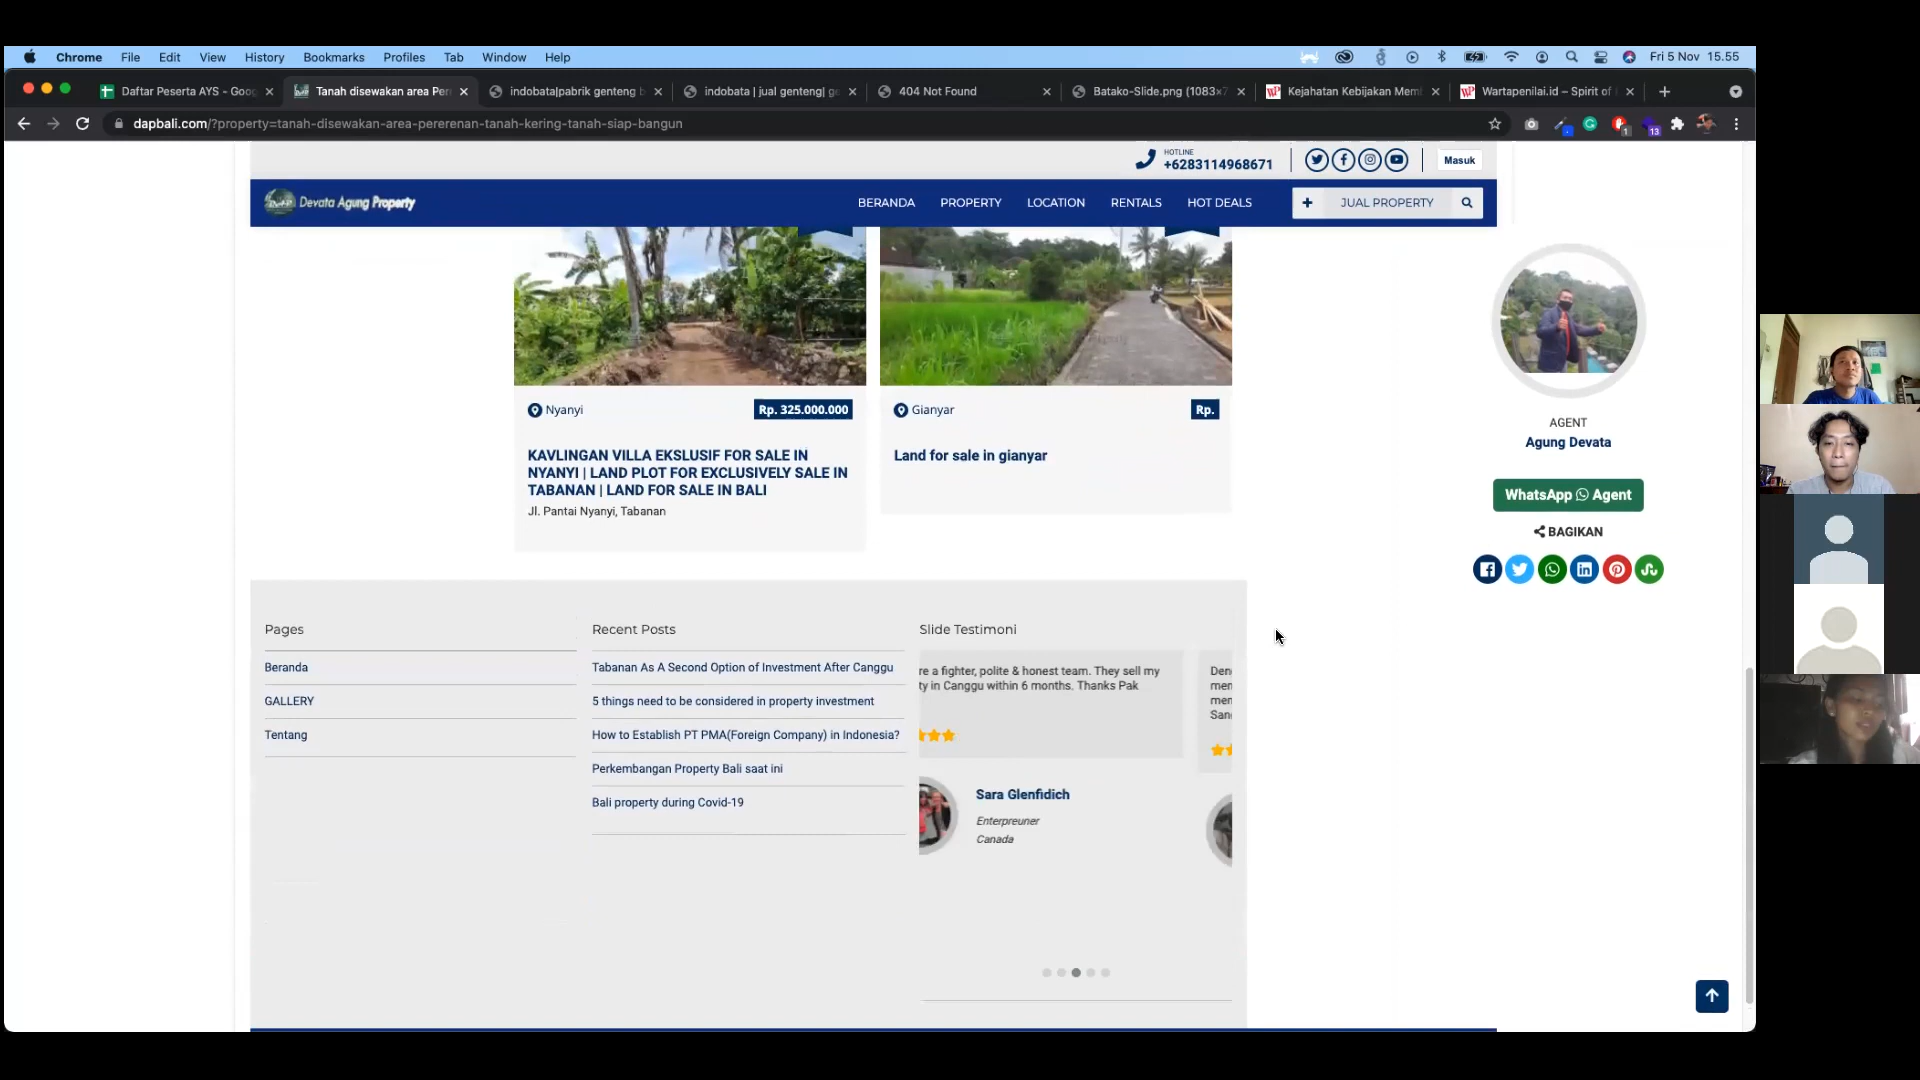 Chrome File Edit View History Bookmarks Profiles Tab Window Help
Fri 5 Nov 15.55
Daftar Peserta AYS - Goo
Tanah disewakan area Per
indobata|pabrik genteng b
indobata | jual genteng| g
404 Not Found
Batako-Slide.png (1083×7
Kejahatan Kebijakan Mem
Wartapenilai.id – Spirit of
dapbali.com/?property=tanah-disewakan-area-pererenan-tanah-kering-tanah-siap-bangun
1
13
HOTLINE
+6283114968671
Masuk
Devata Agung Property
BERANDA PROPERTY LOCATION RENTALS HOT DEALS
+ JUAL PROPERTY
Nyanyi
Rp. 325.000.000
KAVLINGAN VILLA EKSLUSIF FOR SALE IN
NYANYI | LAND PLOT FOR EXCLUSIVELY SALE IN
TABANAN | LAND FOR SALE IN BALI
Jl. Pantai Nyanyi, Tabanan
Gianyar
Rp.
Land for sale in gianyar
AGENT
Agung Devata
WhatsApp Agent
BAGIKAN
Pages
Beranda
GALLERY
Tentang
Recent Posts
Tabanan As A Second Option of Investment After Canggu
5 things need to be considered in property investment
How to Establish PT PMA(Foreign Company) in Indonesia?
Perkembangan Property Bali saat ini
Bali property during Covid-19
Slide Testimoni
re a fighter, polite & honest team. They sell my
ty in Canggu within 6 months. Thanks Pak
Sara Glenfidich
Enterpreuner
Canada
Den
mem
men
San